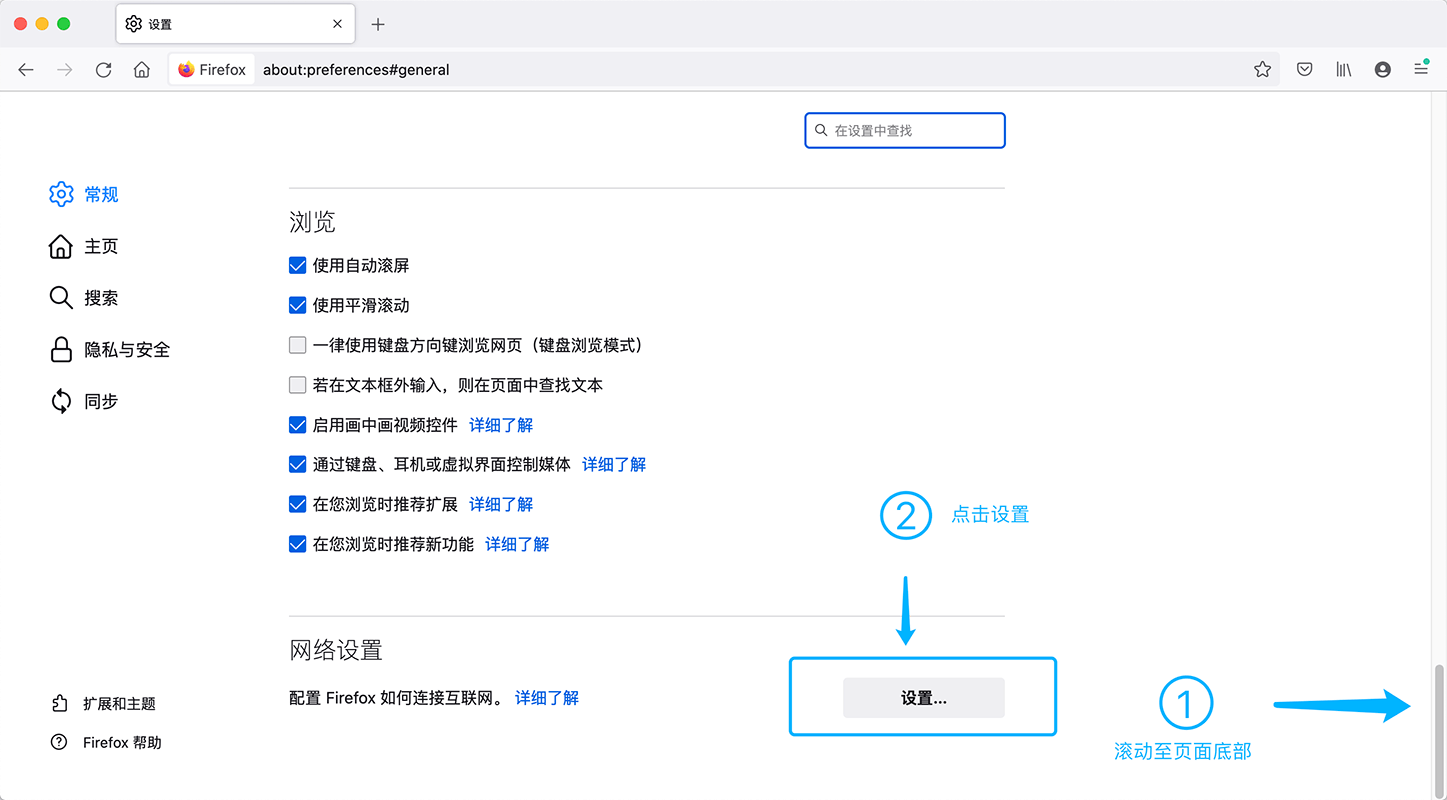 设置
Firefox
about:preferences#general
在设置中查找
常规
主页
搜索
隐私与安全
同步
扩展和主题
Firefox 帮助
浏览
使用自动滚屏
使用平滑滚动
一律使用键盘方向键浏览网页（键盘浏览模式）
若在文本框外输入，则在页面中查找文本
启用画中画视频控件 详细了解
通过键盘、耳机或虚拟界面控制媒体 详细了解
在您浏览时推荐扩展 详细了解
在您浏览时推荐新功能 详细了解
② 点击设置
网络设置
配置 Firefox 如何连接互联网。 详细了解
设置...
①
滚动至页面底部